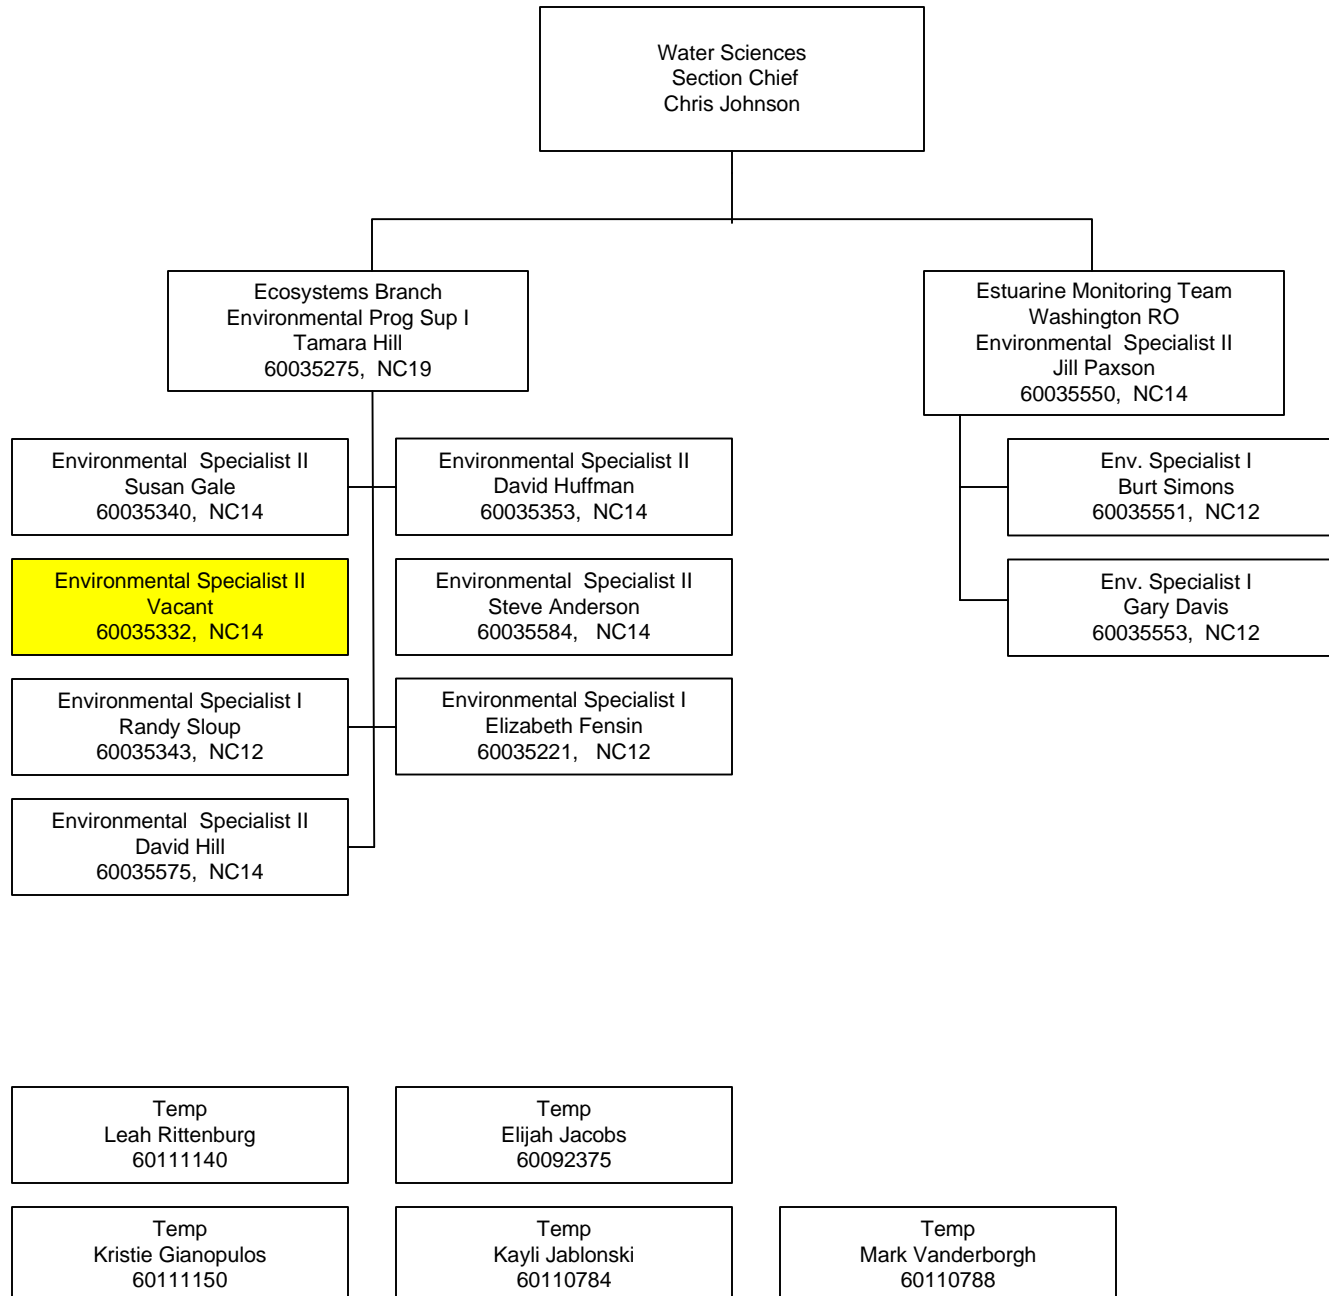 Water Sciences
Section Chief
Chris Johnson
Ecosystems Branch
Environmental Prog Sup I
Tamara Hill
60035275, NC19
Estuarine Monitoring Team
Washington RO
Environmental Specialist II
Jill Paxson
60035550, NC14
Environmental Specialist II
Susan Gale
60035340, NC14
Environmental Specialist II
David Huffman
60035353, NC14
Env. Specialist I
Burt Simons
60035551, NC12
Environmental Specialist II
Vacant
60035332, NC14
Environmental Specialist II
Steve Anderson
60035584, NC14
Env. Specialist I
Gary Davis
60035553, NC12
Environmental Specialist I
Randy Sloup
60035343, NC12
Environmental Specialist I
Elizabeth Fensin
60035221, NC12
Environmental Specialist II
David Hill
60035575, NC14
Temp
Leah Rittenburg
60111140
Temp
Elijah Jacobs
60092375
Temp
Kristie Gianopulos
60111150
Temp
Kayli Jablonski
60110784
Temp
Mark Vanderborgh
60110788